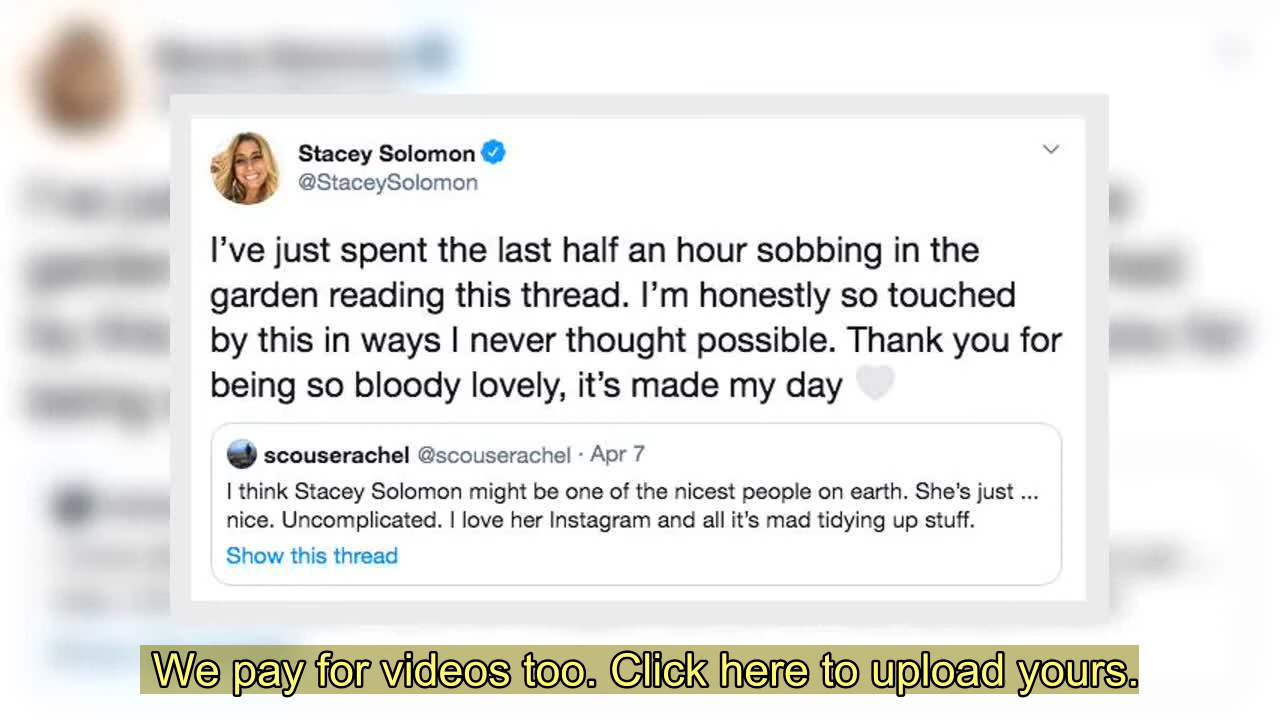 Stacey Solomon
@StaceySolomon
I’ve just spent the last half an hour sobbing in the
garden reading this thread. I’m honestly so touched
by this in ways I never thought possible. Thank you for
being so bloody lovely, it’s made my day 🤍
scouserachel @scouserachel · Apr 7
I think Stacey Solomon might be one of the nicest people on earth. She’s just ...
nice. Uncomplicated. I love her Instagram and all it’s mad tidying up stuff.
Show this thread
We pay for videos too. Click here to upload yours.